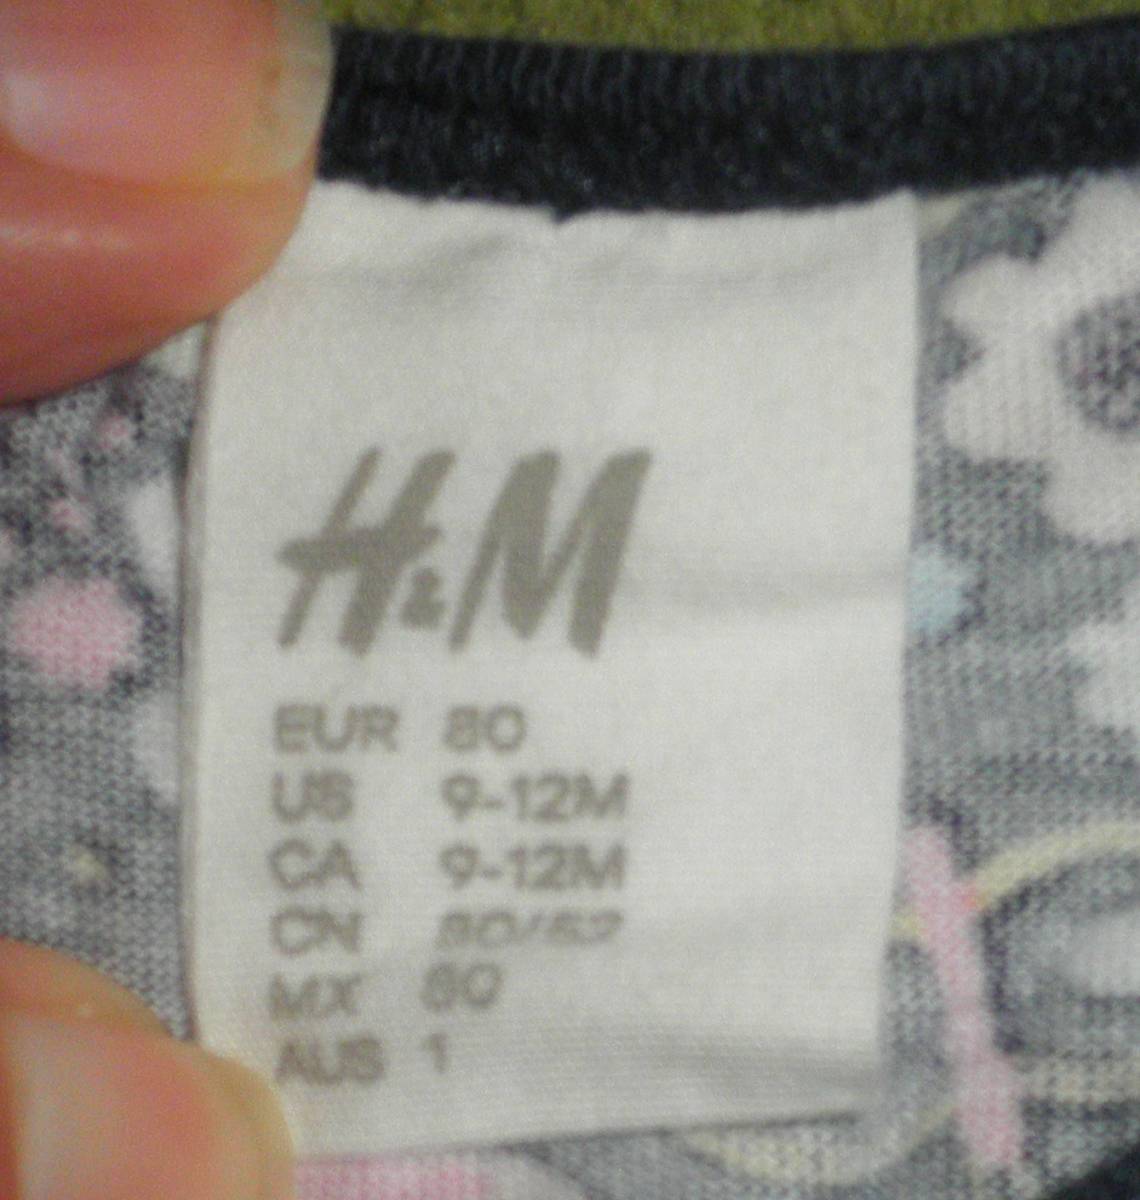 H&M
EUR 80
US 9-12M
CA 9-12M
CN 80/52
MX 80
AUS 1